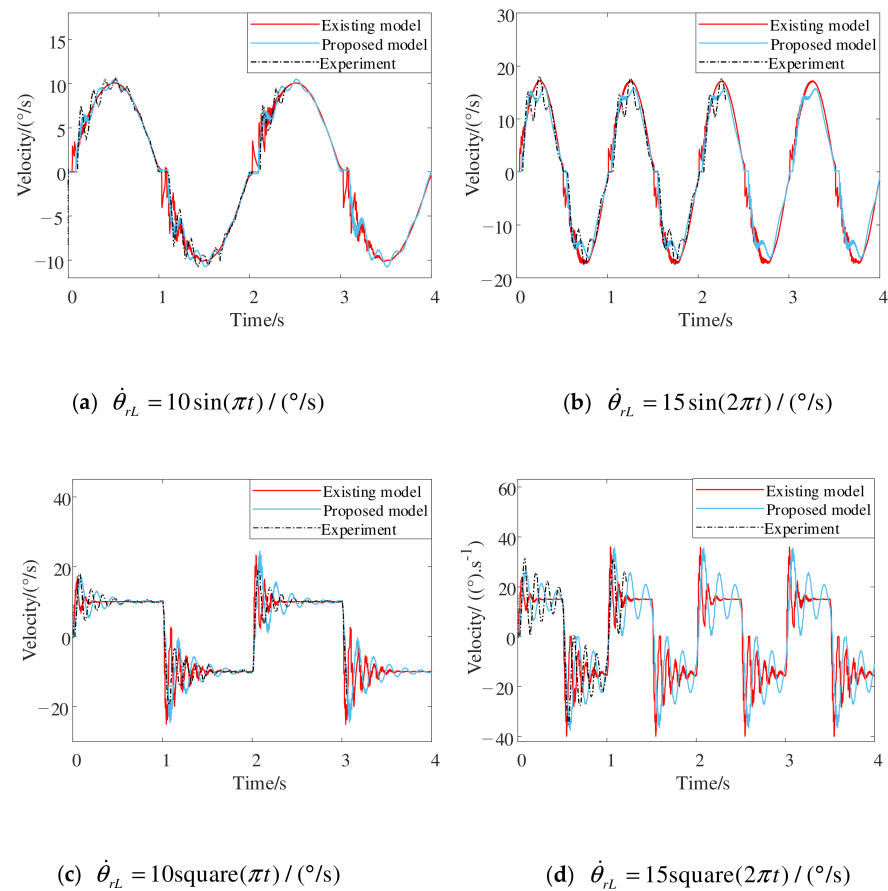 Existing model
Proposed model
Experiment
Velocity/(°/s)
10
5
0
−5
−10
0 1 2 3 4
Time/s
(a) θ̇rL = 10 sin(πt) / (°/s)
Existing model
Proposed model
Experiment
Velocity/(°/s)
30
20
10
0
−10
−20
0 1 2 3 4
Time/s
(b) θ̇rL = 15 sin(2πt) / (°/s)
Existing model
Proposed model
Experiment
Velocity/(°/s)
40
20
0
−20
0 1 2 3 4
Time/s
(c) θ̇rL = 10square(πt) / (°/s)
Existing model
Proposed model
Experiment
Velocity/ ((°).s⁻¹)
60
40
20
0
−20
−40
0 1 2 3 4
Time/s
(d) θ̇rL = 15square(2πt) / (°/s)